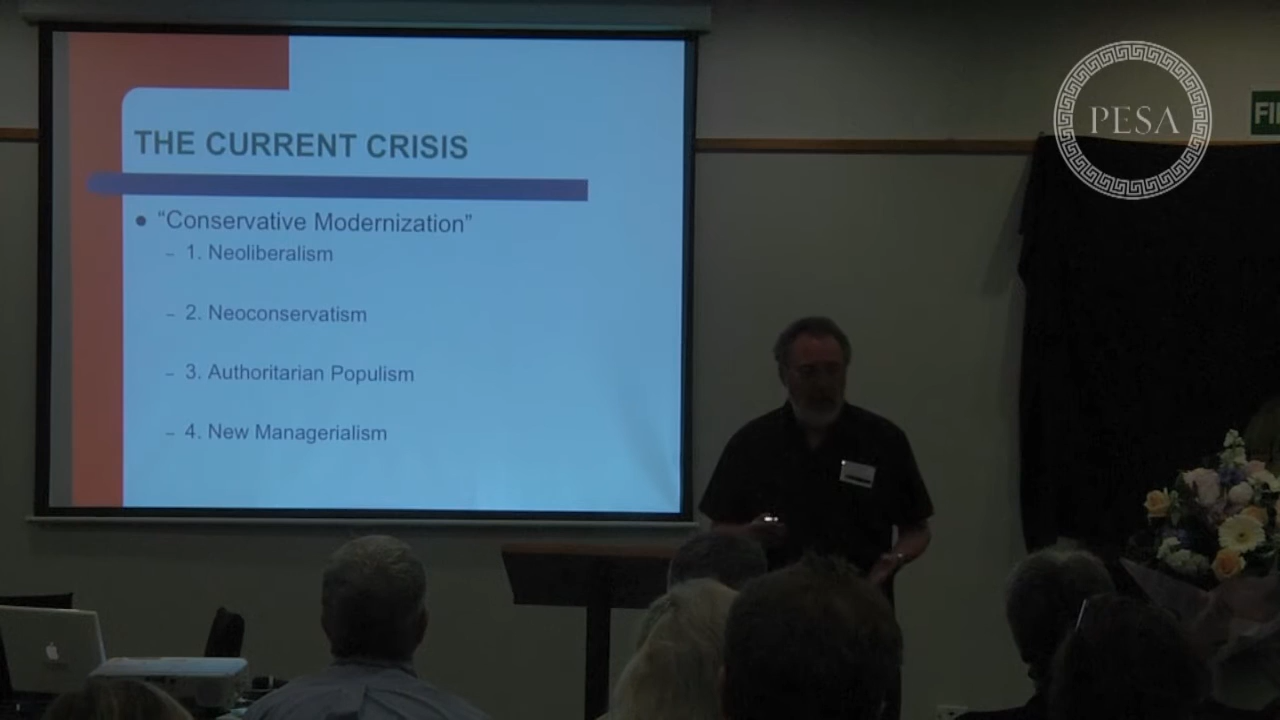 THE CURRENT CRISIS
● “Conservative Modernization”
– 1. Neoliberalism
– 2. Neoconservatism
– 3. Authoritarian Populism
– 4. New Managerialism
PESA